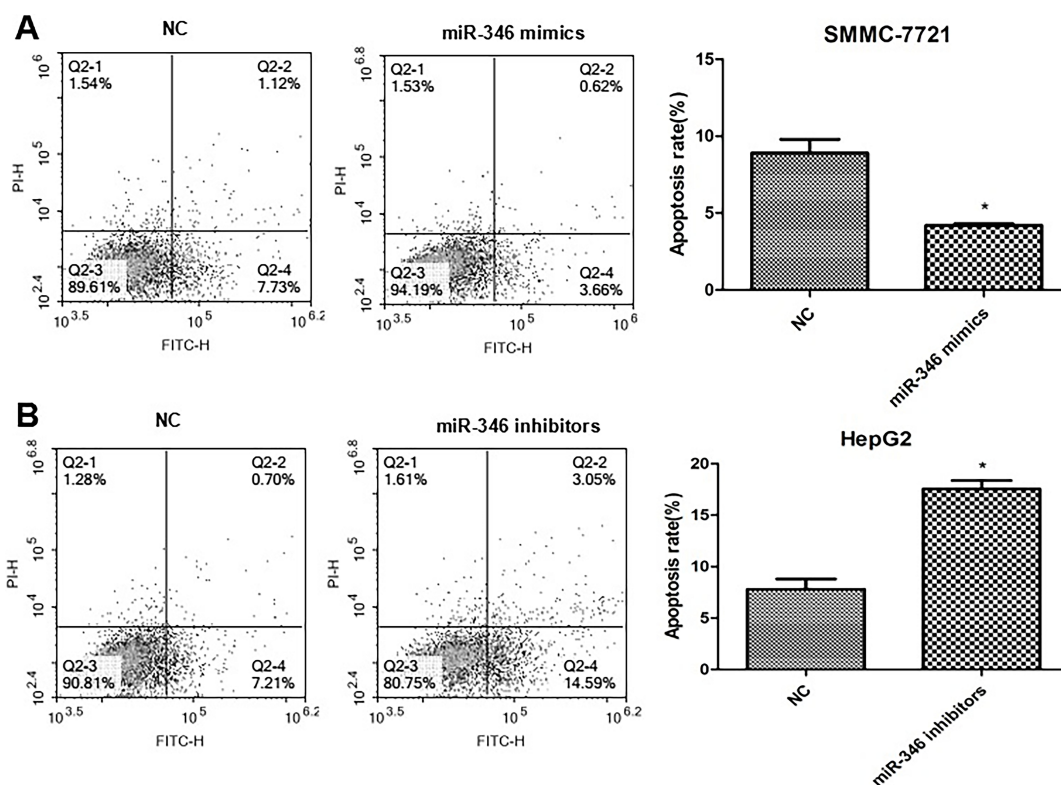 A
NC
10^6
10^5
10^4
10^2.4
PI-H
Q2-1
1.54%
Q2-2
1.12%
Q2-3
89.61%
Q2-4
7.73%
10^3.5
10^5
10^6.2
FITC-H
miR-346 mimics
10^6.8
10^5
10^4
10^2.4
PI-H
Q2-1
1.53%
Q2-2
0.62%
Q2-3
94.19%
Q2-4
3.66%
10^3.5
10^5
10^6
FITC-H
SMMC-7721
Apoptosis rate(%)
15
10
5
0
*
NC
miR-346 mimics
B
NC
10^6.8
10^5
10^4
10^2.4
PI-H
Q2-1
1.28%
Q2-2
0.70%
Q2-3
90.81%
Q2-4
7.21%
10^3.5
10^5
10^6.2
FITC-H
miR-346 inhibitors
10^6.8
10^5
10^4
10^2.4
PI-H
Q2-1
1.61%
Q2-2
3.05%
Q2-3
80.75%
Q2-4
14.59%
10^3.5
10^5
10^6.2
FITC-H
HepG2
Apoptosis rate(%)
20
15
10
5
0
*
NC
miR-346 inhibitors